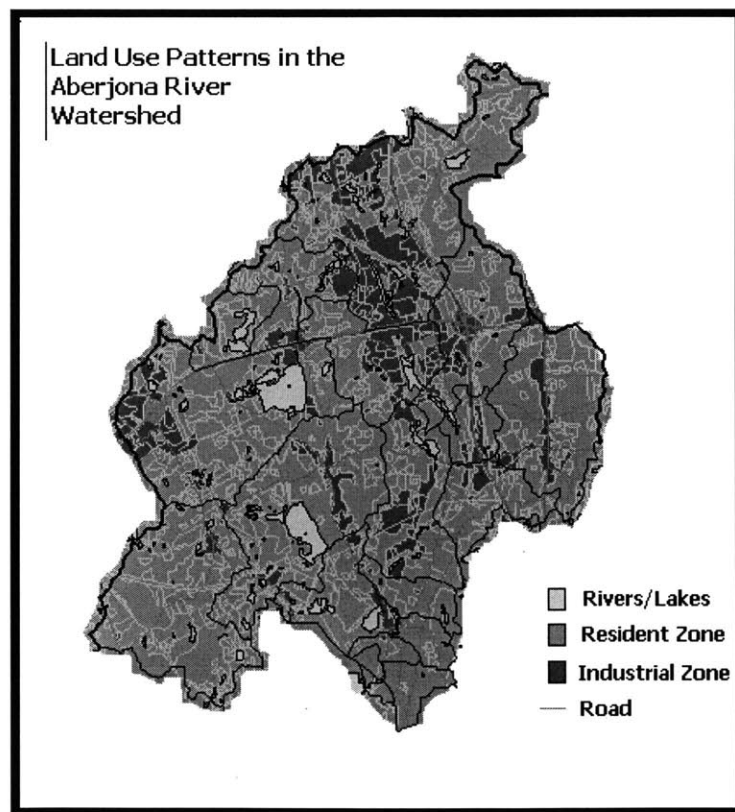 Land Use Patterns in the
Aberjona River
Watershed
Rivers/Lakes
Resident Zone
Industrial Zone
Road